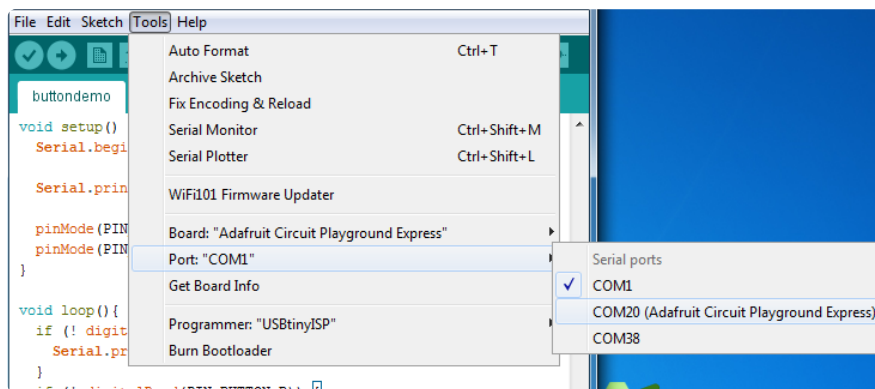 File Edit Sketch Tools Help
Auto Format Ctrl+T
Archive Sketch
buttondemo
Fix Encoding & Reload
void setup()
Serial Monitor Ctrl+Shift+M
Serial.begi
Serial Plotter Ctrl+Shift+L
Serial.prin
WiFi101 Firmware Updater
pinMode(PIN
Board: "Adafruit Circuit Playground Express"
pinMode(PIN
Port: "COM1"
Serial ports
}
Get Board Info
COM1
void loop(){
COM20 (Adafruit Circuit Playground Express)
if (! digit
Programmer: "USBtinyISP"
COM38
Serial.pr
Burn Bootloader
}